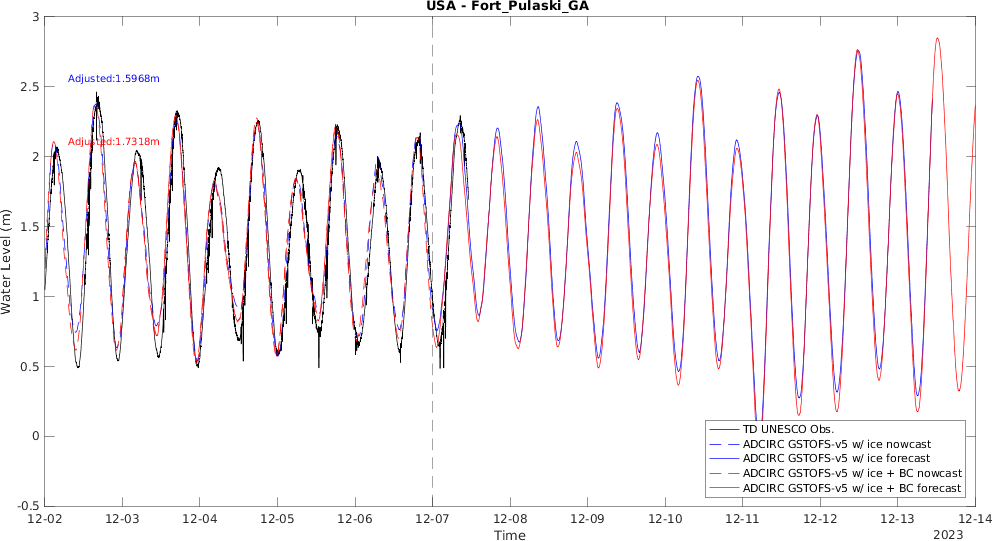 USA - Fort_Pulaski_GA
3
2.5
2
1.5
1
0.5
0
-0.5
Water Level (m)
Adjusted:1.5968m
Adjusted:1.7318m
TD UNESCO Obs.
ADCIRC GSTOFS-v5 w/ ice nowcast
ADCIRC GSTOFS-v5 w/ ice forecast
ADCIRC GSTOFS-v5 w/ ice + BC nowcast
ADCIRC GSTOFS-v5 w/ ice + BC forecast
12-02 12-03 12-04 12-05 12-06 12-07 12-08 12-09 12-10 12-11 12-12 12-13 12-14
Time
2023